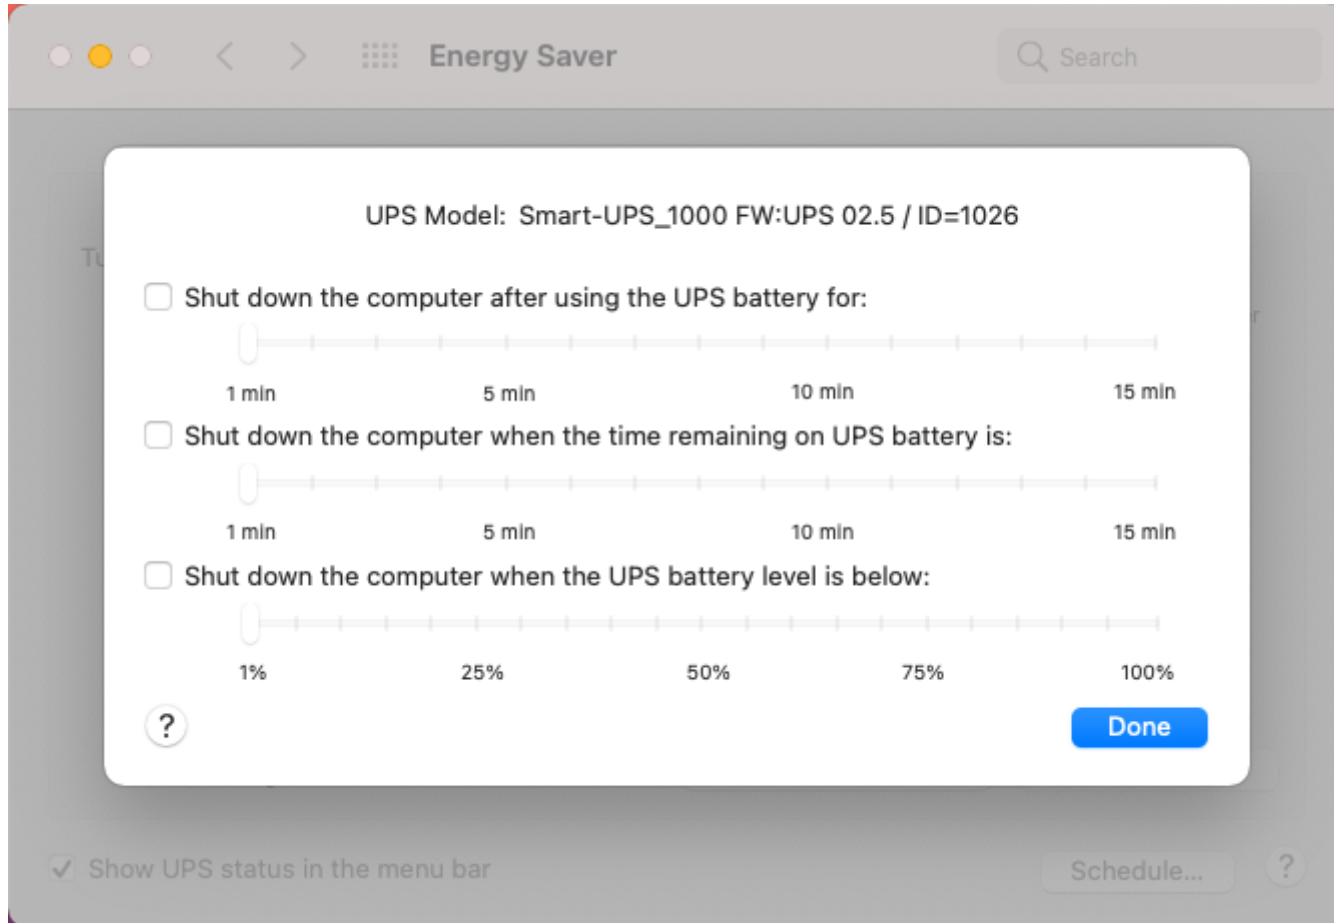 Energy Saver
Search
UPS Model: Smart-UPS_1000 FW:UPS 02.5 / ID=1026
Shut down the computer after using the UPS battery for:
1 min 5 min 10 min 15 min
Shut down the computer when the time remaining on UPS battery is:
1 min 5 min 10 min 15 min
Shut down the computer when the UPS battery level is below:
1% 25% 50% 75% 100%
?
Done
Show UPS status in the menu bar
Schedule...
?